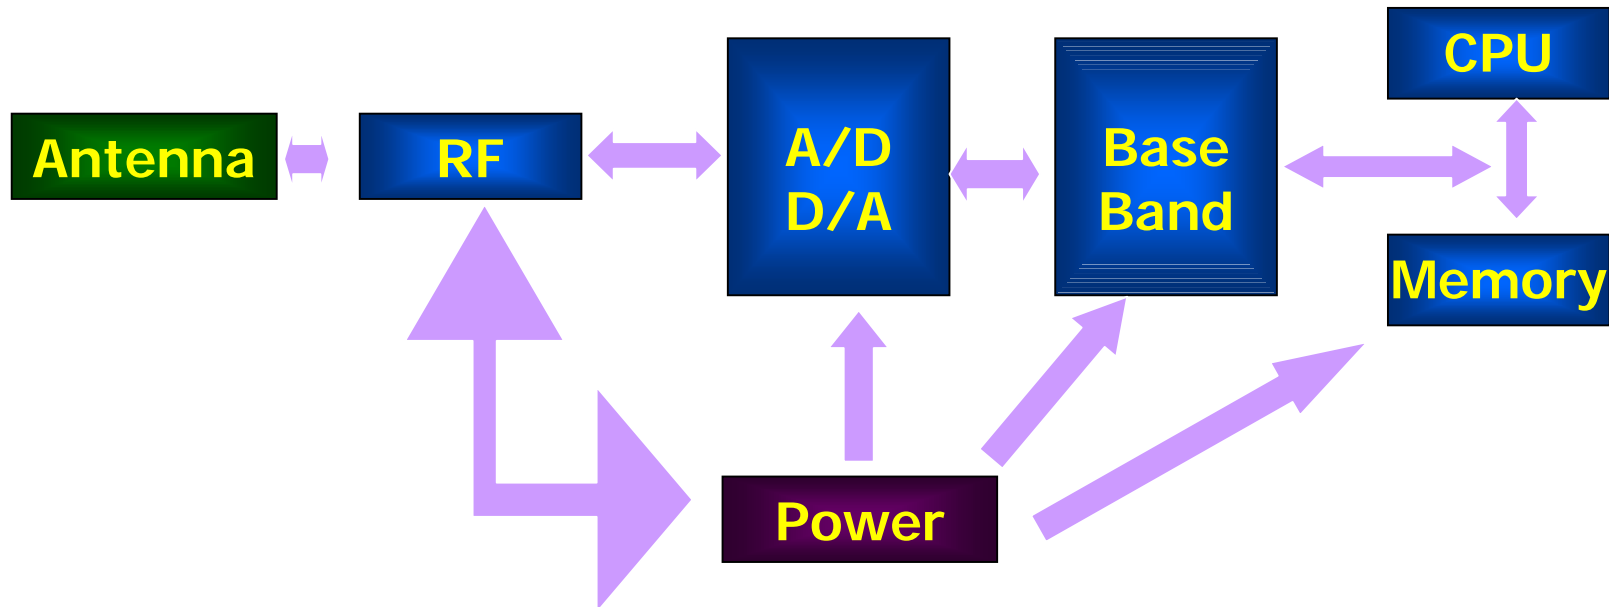 Antenna
RF
A/D
D/A
Base
Band
CPU
Memory
Power